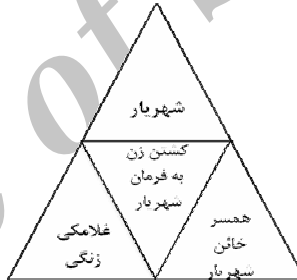 شهریار
کشتن زن
به فرمان
شهریار
غلامکی
زنگی
همسر
خائن
شهریار